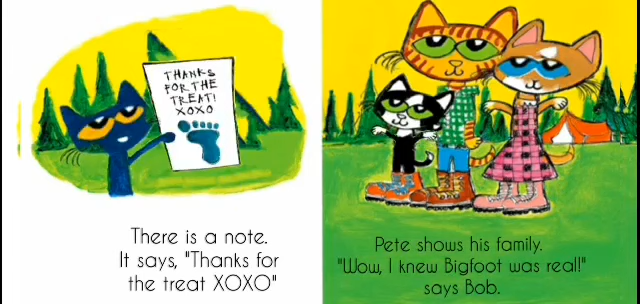 THANKS
FOR THE
TREAT!
XOXO
There is a note.
It says, "Thanks for
the treat XOXO"
Pete shows his family.
"Wow, I knew Bigfoot was real!"
says Bob.